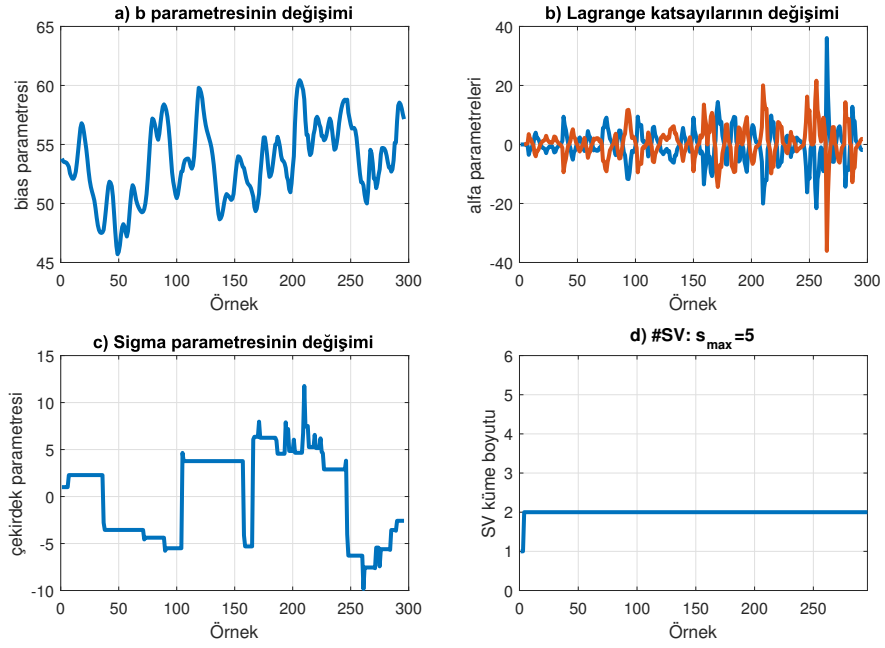 a) b parametresinin değişimi
65
60
55
50
45
bias parametresi
0 50 100 150 200 250 300
Örnek
b) Lagrange katsayılarının değişimi
40
20
0
-20
-40
alfa parametreleri
0 50 100 150 200 250 300
Örnek
c) Sigma parametresinin değişimi
15
10
5
0
-5
-10
çekirdek parametresi
0 50 100 150 200 250 300
Örnek
d) #SV: s_max=5
6
5
4
3
2
1
0
SV küme boyutu
0 50 100 150 200 250
Örnek